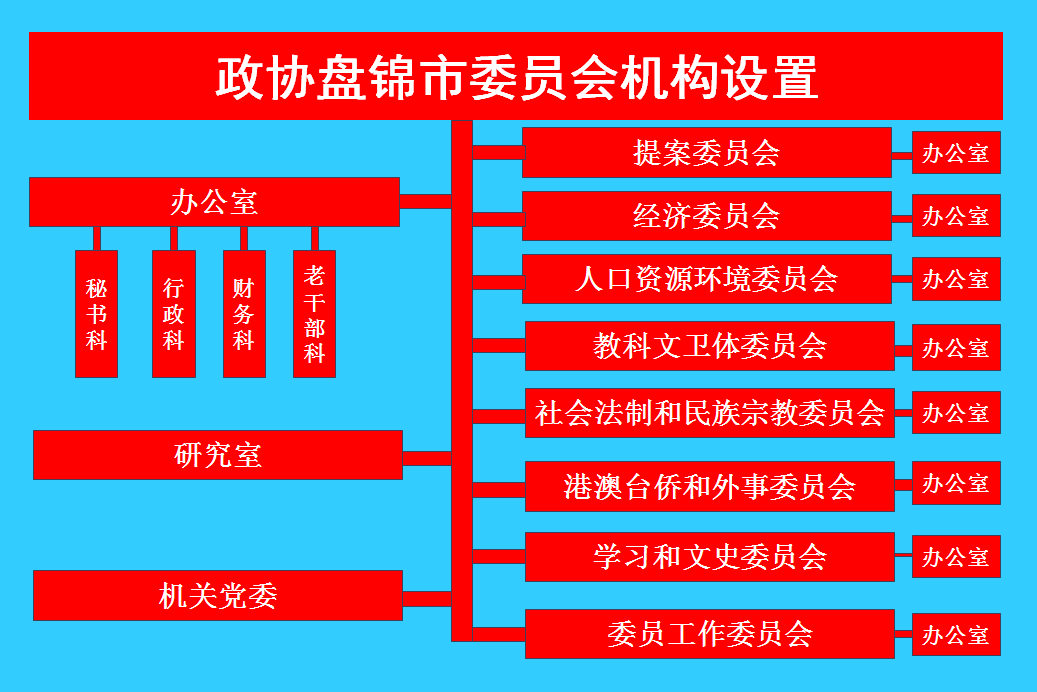 政协盘锦市委员会机构设置
办公室
秘书科
行政科
财务科
老干部科
研究室
机关党委
提案委员会
办公室
经济委员会
办公室
人口资源环境委员会
办公室
教科文卫体委员会
办公室
社会法制和民族宗教委员会
办公室
港澳台侨和外事委员会
办公室
学习和文史委员会
办公室
委员工作委员会
办公室